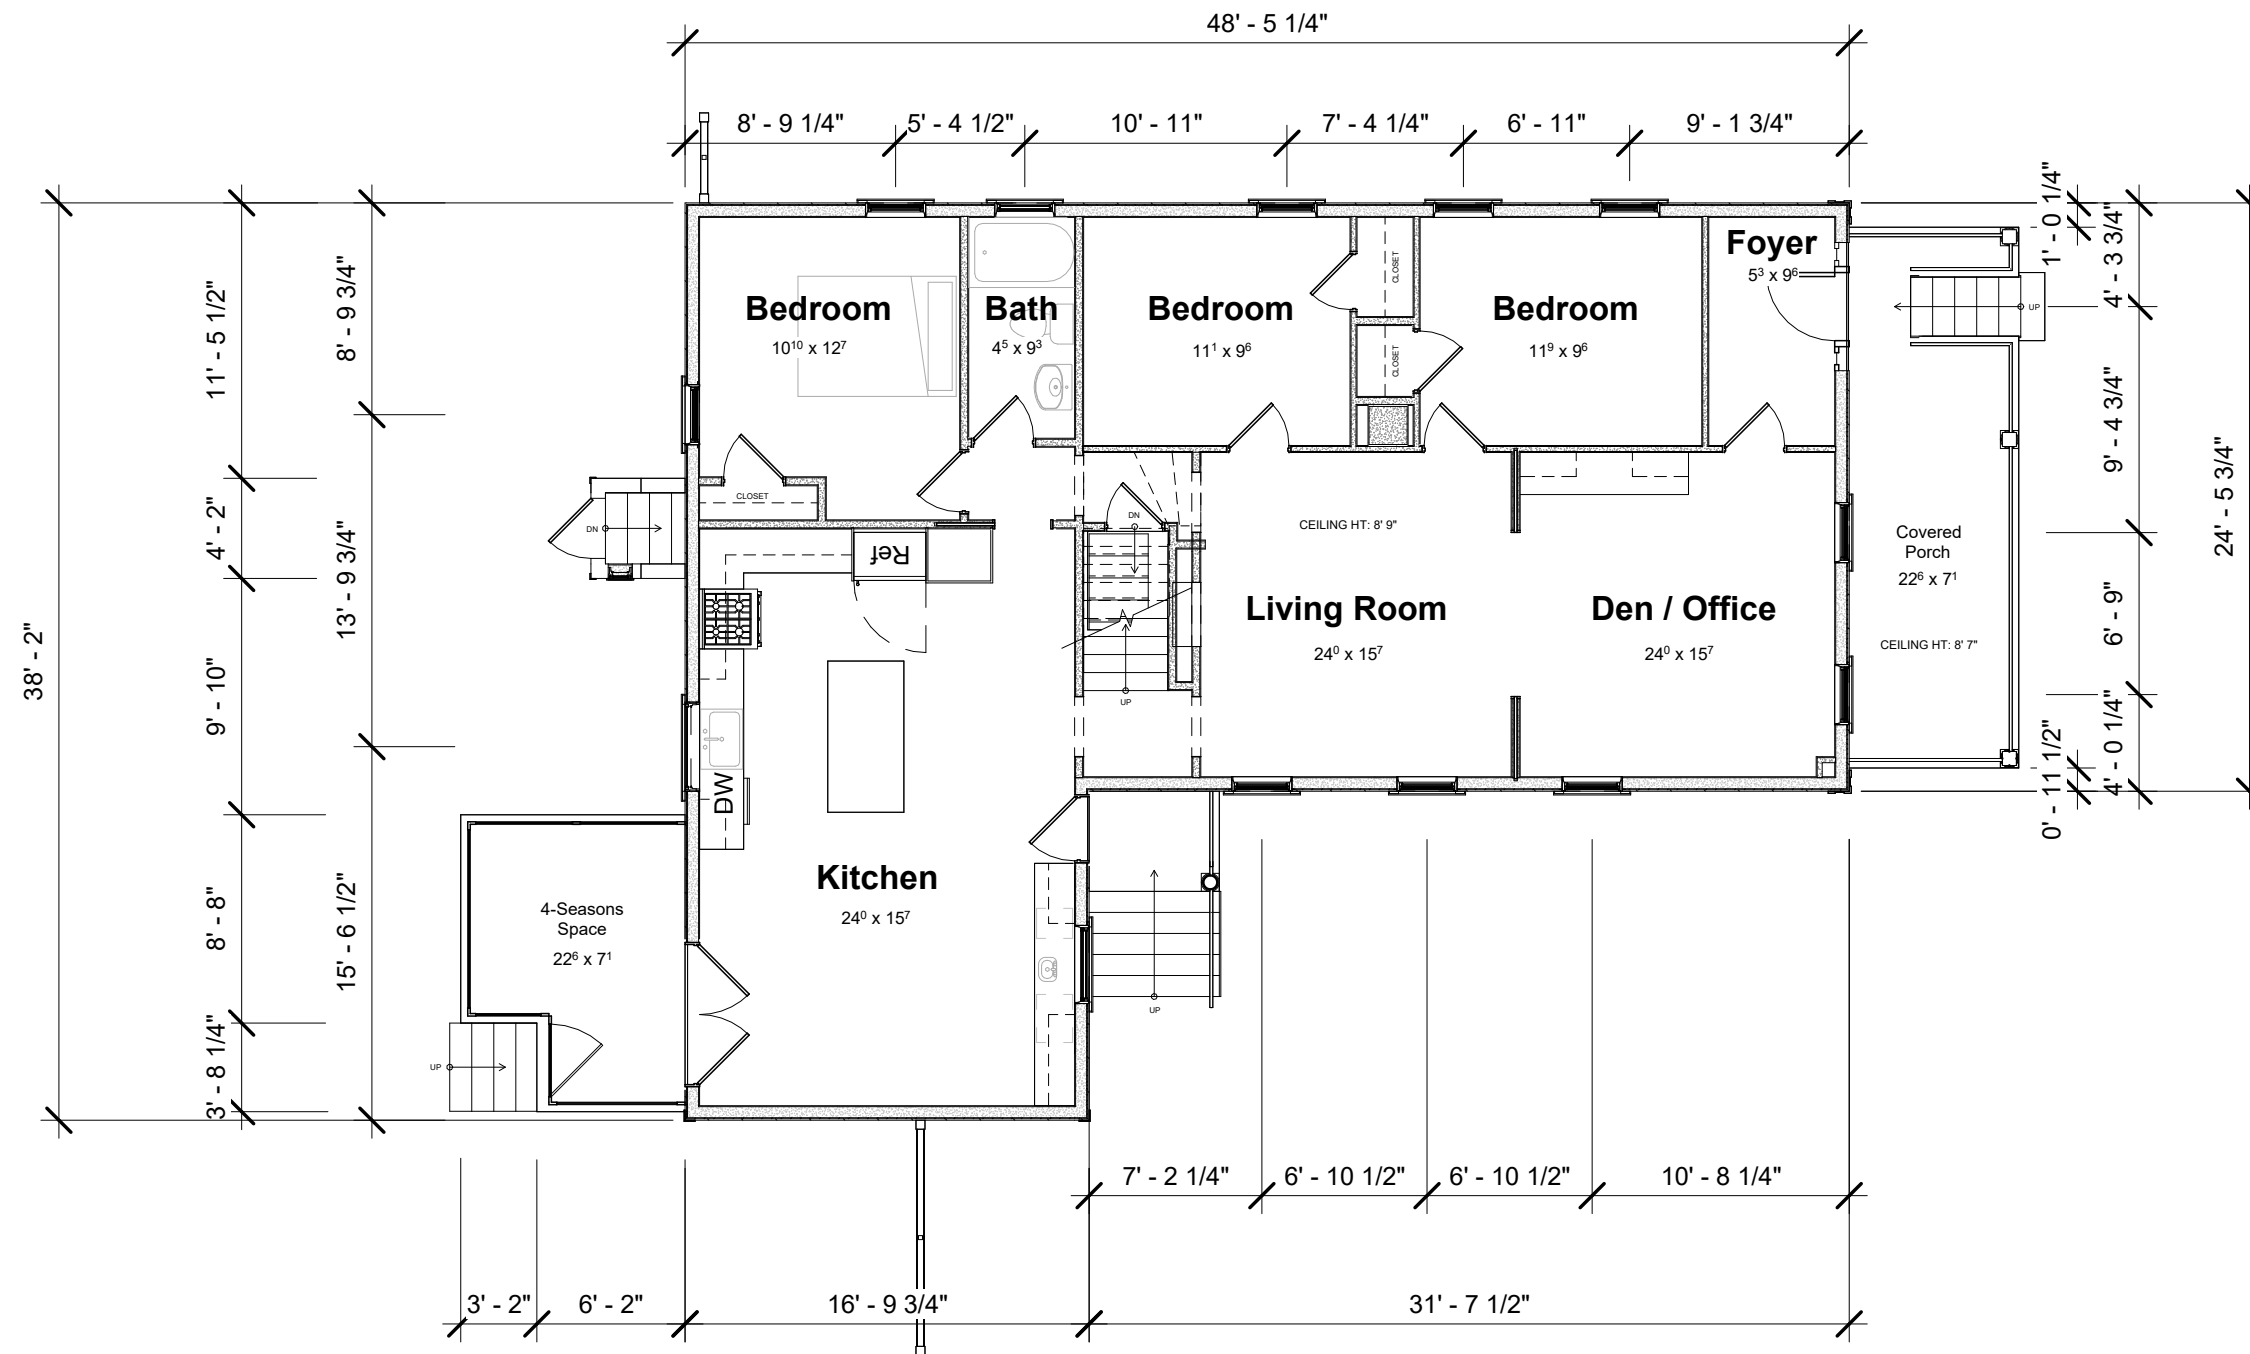 48' - 5 1/4"
8' - 9 1/4"
5' - 4 1/2"
10' - 11"
7' - 4 1/4"
6' - 11"
9' - 1 3/4"
38' - 2"
11' - 5 1/2"
4' - 2"
9' - 10"
8' - 8"
3' - 8 1/4"
8' - 9 3/4"
13' - 9 3/4"
15' - 6 1/2"
Bedroom
10¹⁰ x 12⁷
Bath
4⁵ x 9³
Bedroom
11¹ x 9⁶
CLOSET
CLOSET
Bedroom
11⁹ x 9⁶
Foyer
5³ x 9⁶
UP
1' - 0 1/4"
4' - 3 3/4"
9' - 4 3/4"
6' - 9"
4' - 0 1/4"
0' - 11 1/2"
24' - 5 3/4"
CLOSET
DN
Ref
DN
UP
CEILING HT: 8' 9"
Living Room
24⁰ x 15⁷
Den / Office
24⁰ x 15⁷
Covered
Porch
22⁶ x 7¹
CEILING HT: 8' 7"
DW
Kitchen
24⁰ x 15⁷
4-Seasons
Space
22⁶ x 7¹
UP
UP
7' - 2 1/4"
6' - 10 1/2"
6' - 10 1/2"
10' - 8 1/4"
3' - 2"
6' - 2"
16' - 9 3/4"
31' - 7 1/2"